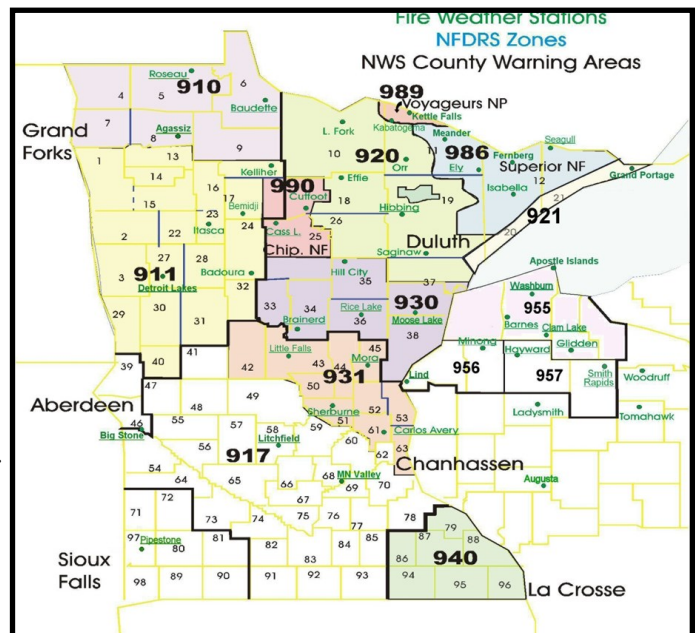 Fire Weather Stations
NFDRS Zones
NWS County Warning Areas
989
Voyageurs NP
Kettle Falls
Kabatogema
Meander
Roseau
910
6
4
5
Baudette
7
Agassiz
8
9
Grand
Forks
L. Fork
10
920
Orr
11
986
Ely
Fernberg
Seagull
Superior NF
Isabella
12
21
Grand Portage
20
921
1
13
14
Kelliher
990
Effie
Cutfoot
18
19
Hibbing
15
16
17
Bemidji
23
Itasca
24
26
Cass L.
25
Chip. NF
Saginaw
Duluth
2
22
27
28
3
911
Detroit Lakes
Badoura
32
Hill City
35
37
Apostle Islands
Washburn
955
Barnes
Clam Lake
Glidden
29
30
31
33
34
Rice Lake
36
930
Moose Lake
Brainerd
38
39
40
41
42
Little Falls
43
44
45
Mora
931
Lind
Minong
956
Hayward
957
Smith
Rapids
Woodruff
Tomahawk
Ladysmith
47
Aberdeen
46
Big Stone
48
49
50
Sherburne
51
52
53
55
56
58
Litchfield
59
60
61
Carlos Avery
62
63
917
Chanhassen
54
64
65
66
67
68
MN Valley
69
70
Augusta
71
72
73
74
75
76
77
78
79
97
Pipestone
80
81
82
83
84
85
86
87
88
940
Sioux
Falls
98
89
90
91
92
93
94
95
96
La Crosse